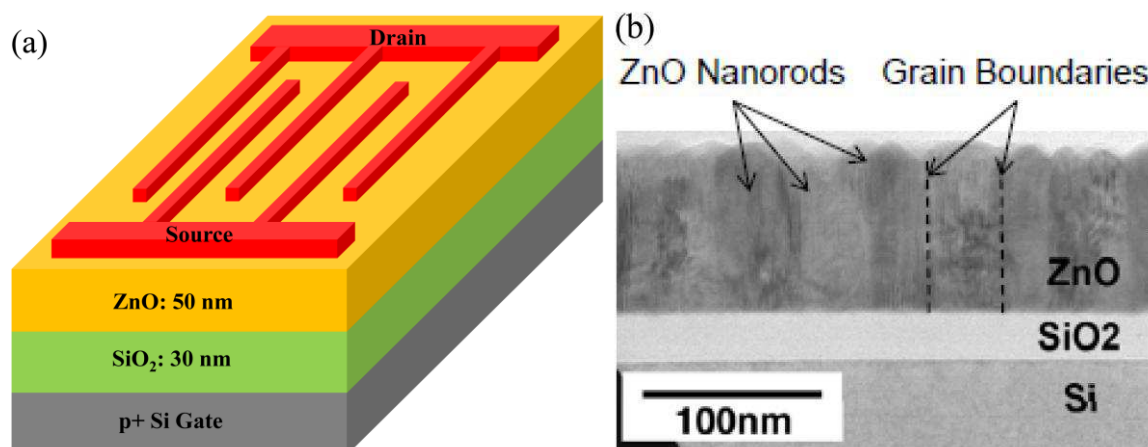 (a)
Drain
Source
ZnO: 50 nm
SiO₂: 30 nm
p+ Si Gate
(b)
ZnO Nanorods
Grain Boundaries
ZnO
SiO2
Si
100nm